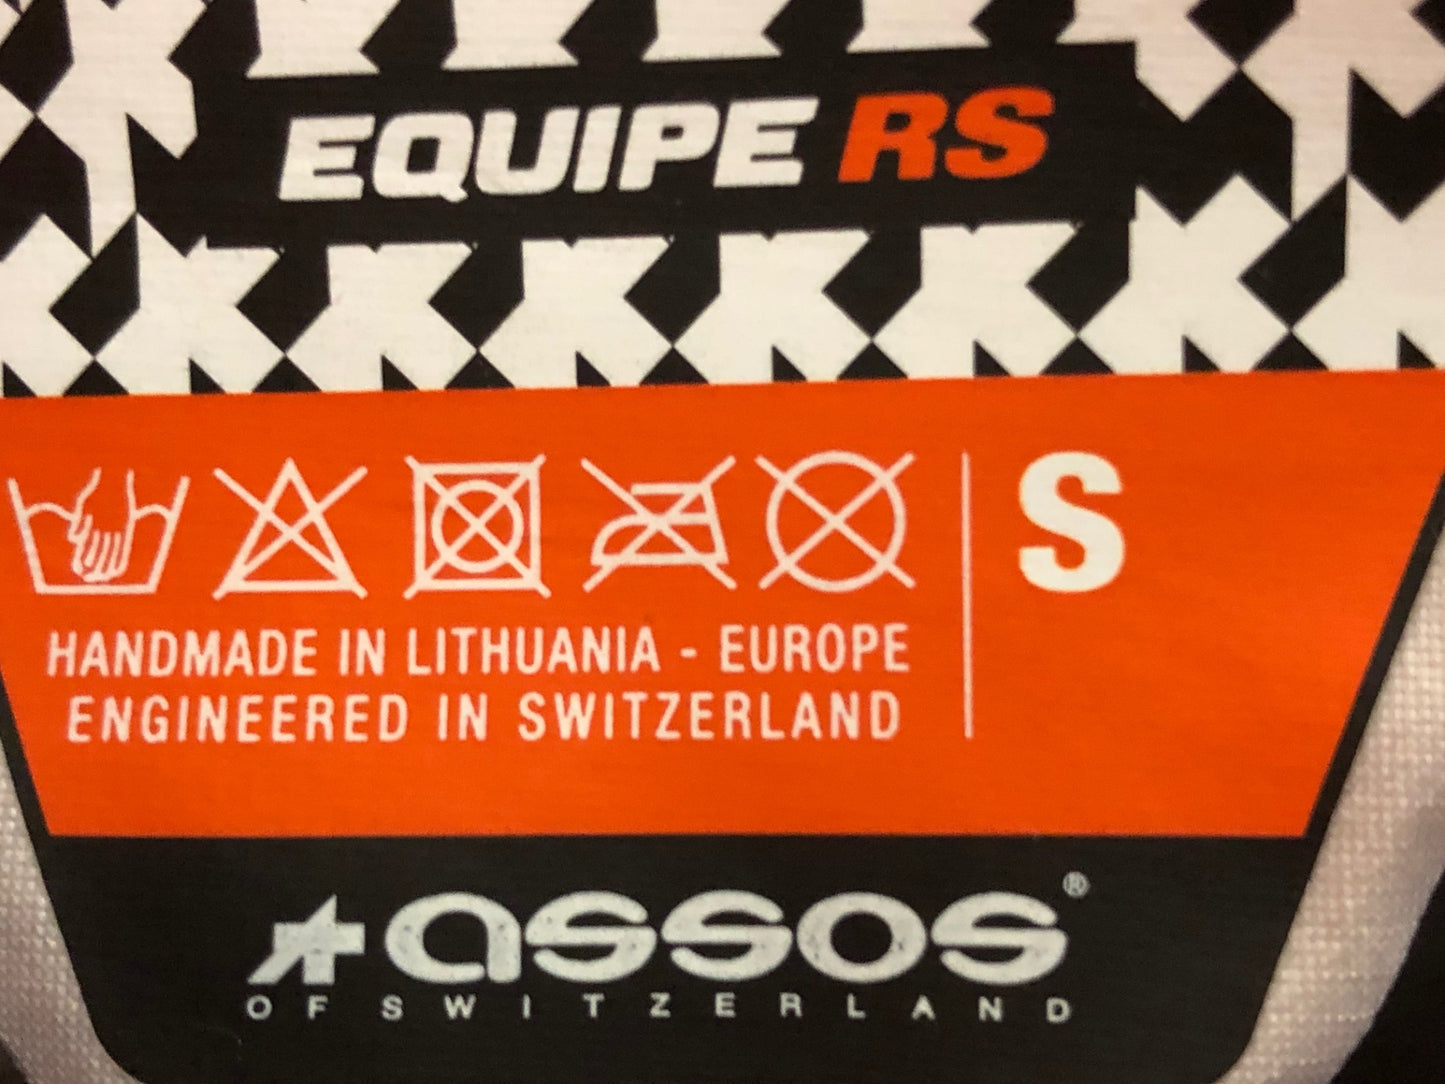 EQUIPE RS
S
HANDMADE IN LITHUANIA - EUROPE
ENGINEERED IN SWITZERLAND
assos®
OF SWITZERLAND